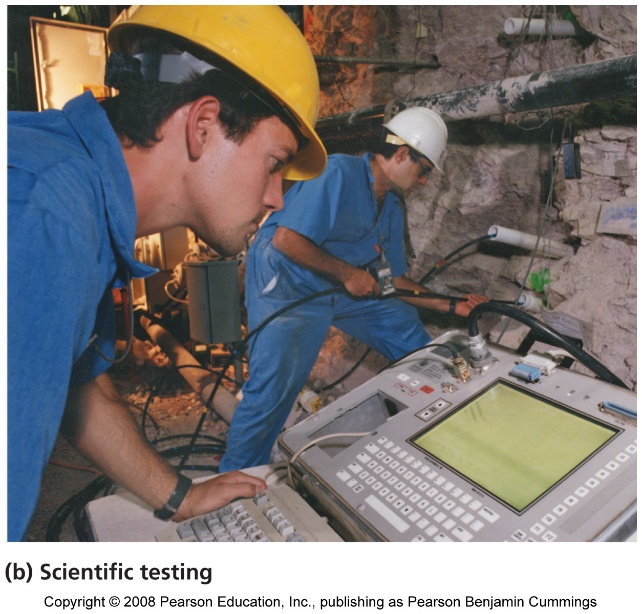 (b) Scientific testing
Copyright © 2008 Pearson Education, Inc., publishing as Pearson Benjamin Cummings